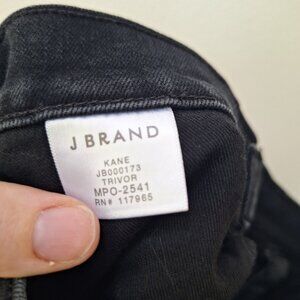 J BRAND
KANE
JB000173
TRIVOR
MPO-2541
RN# 117965